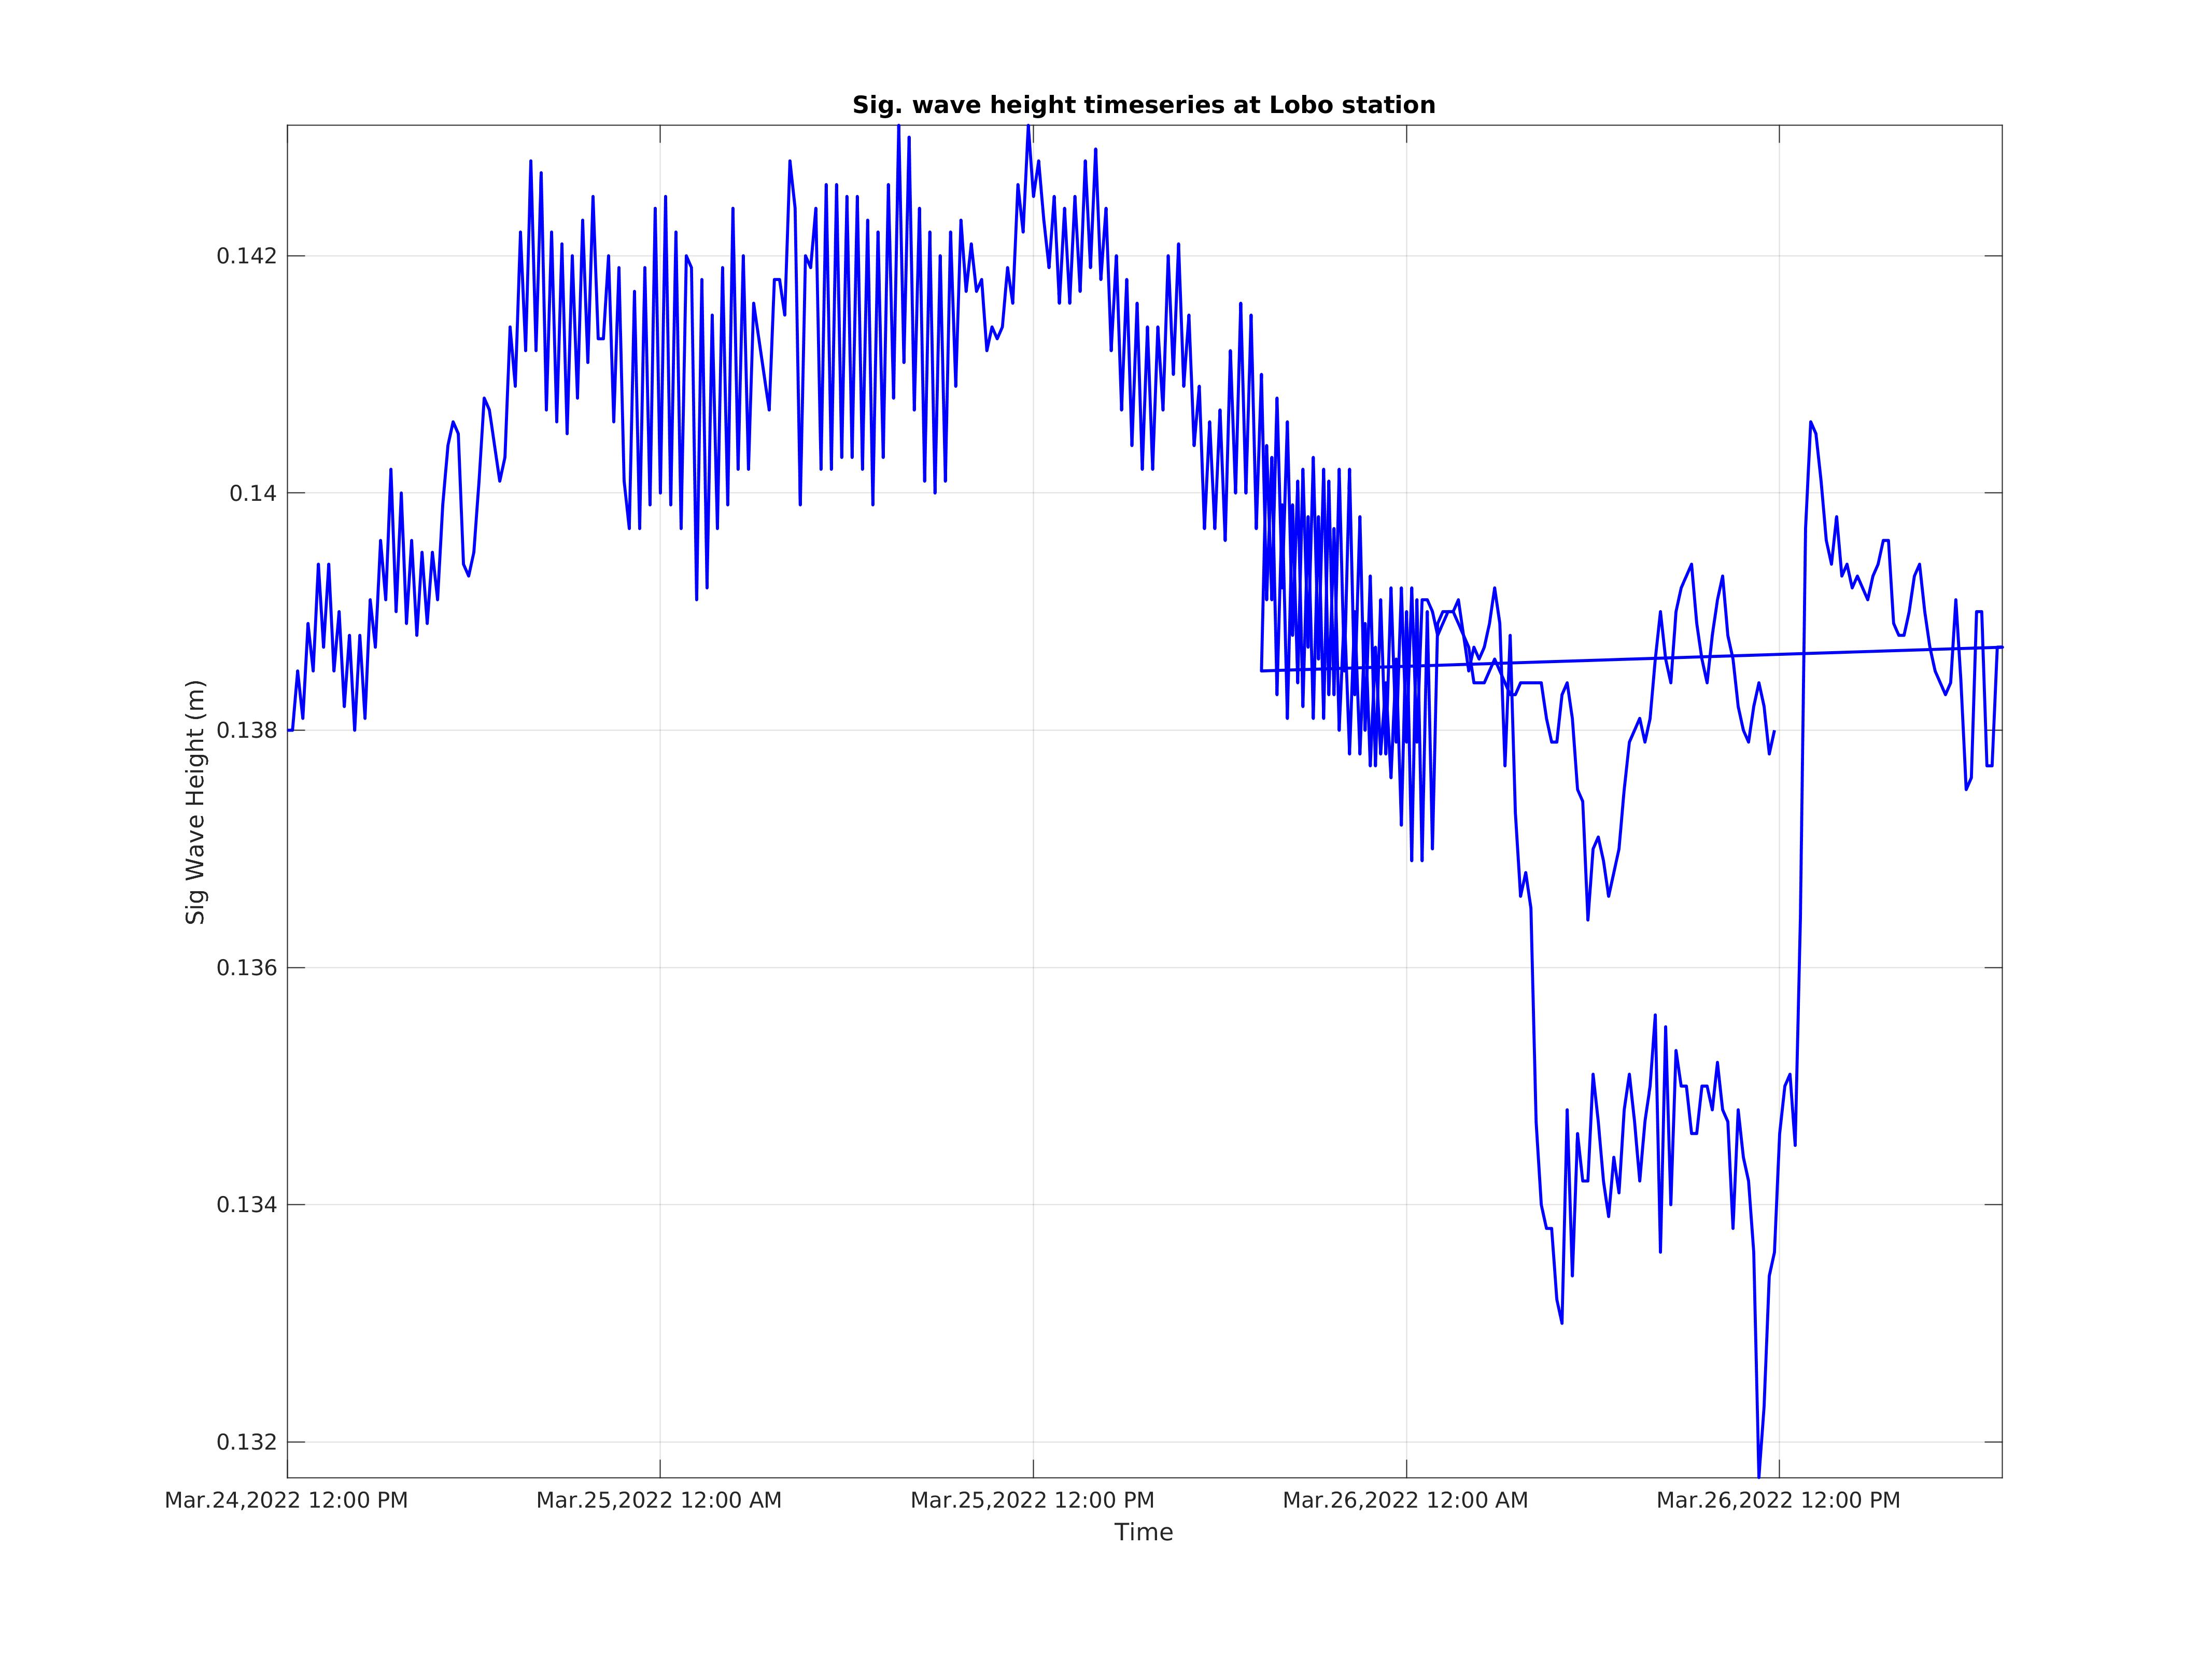 Sig. wave height timeseries at Lobo station
0.142
0.14
0.138
0.136
0.134
0.132
Sig Wave Height (m)
Mar.24,2022 12:00 PM
Mar.25,2022 12:00 AM
Mar.25,2022 12:00 PM
Mar.26,2022 12:00 AM
Mar.26,2022 12:00 PM
Time